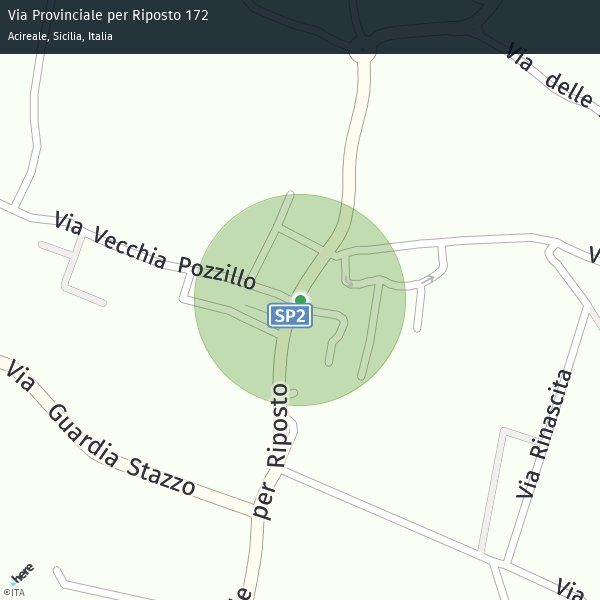 Via Provinciale per Riposto 172
Acireale, Sicilia, Italia
Via delle
Via Vecchia Pozzillo
SP2
per Riposto
Via Guardia Stazzo
Via Rinascita
Via
here
©ITA